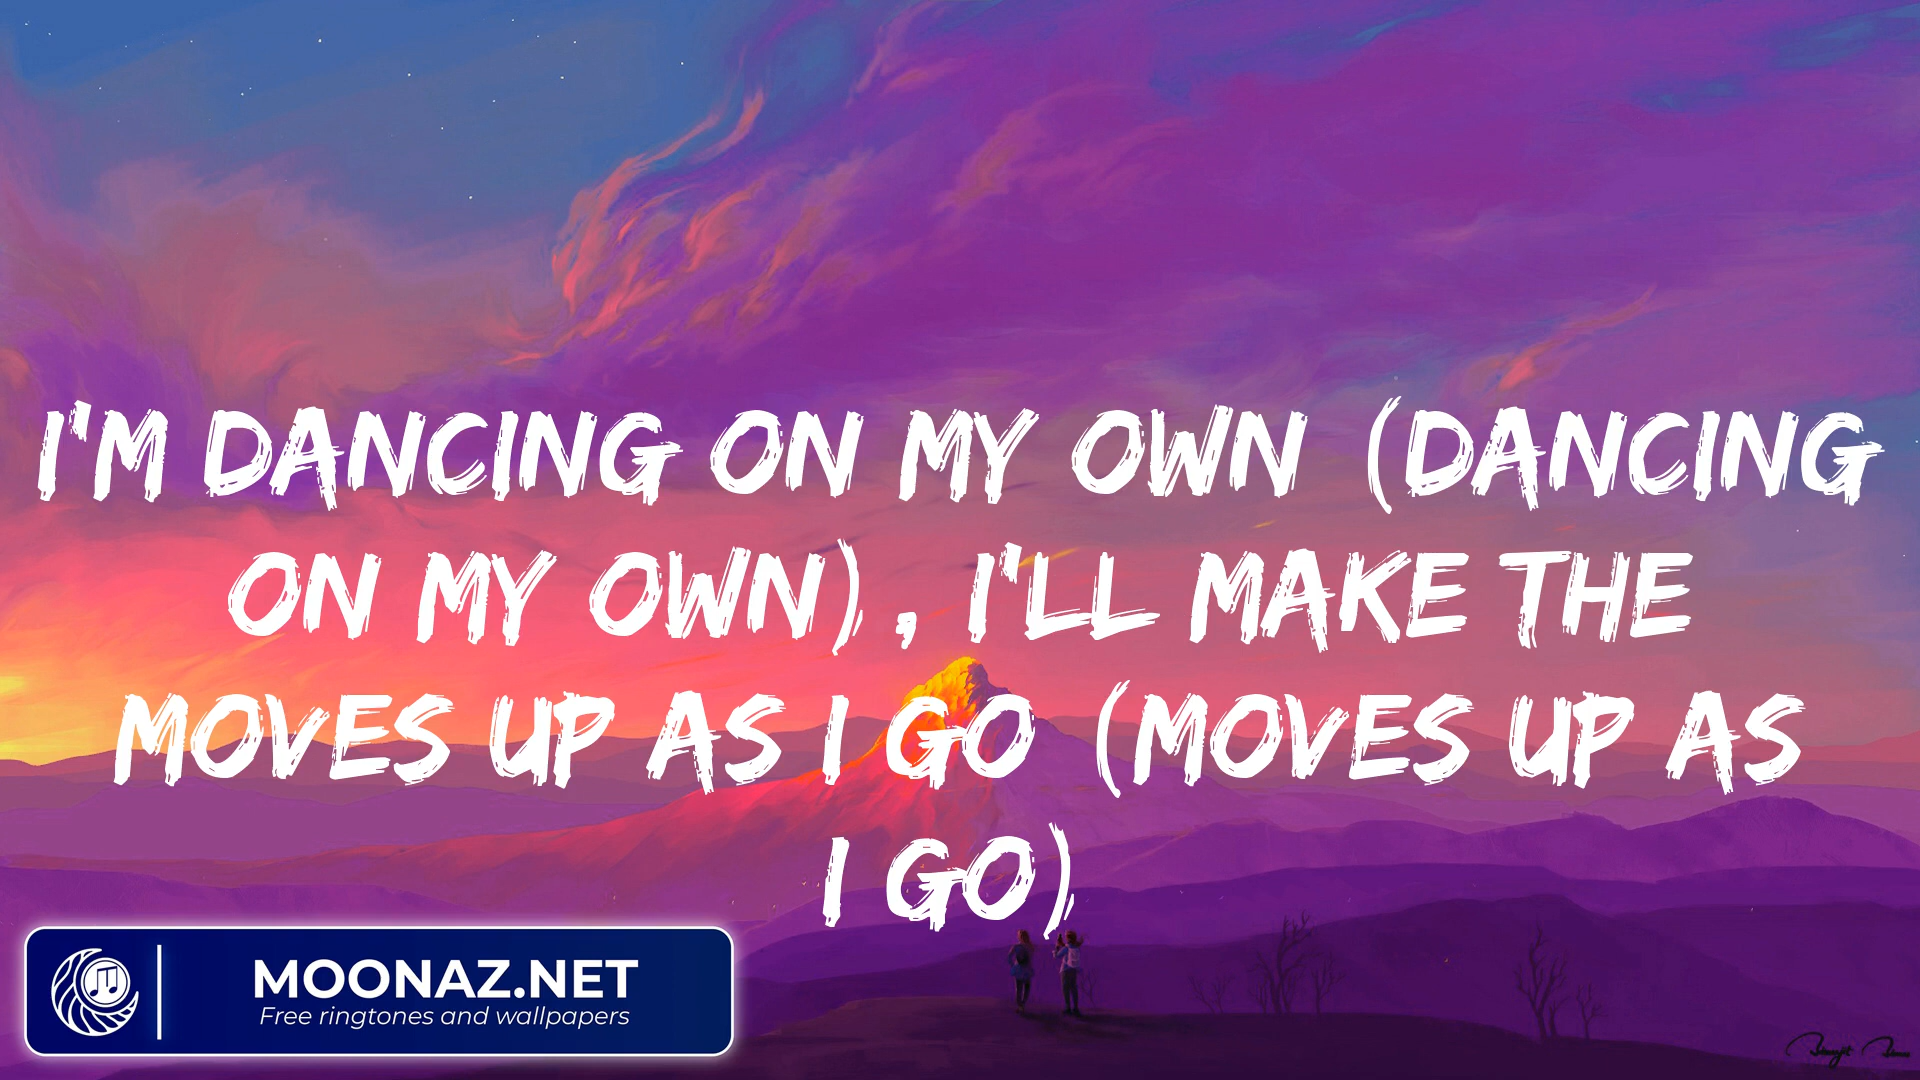 I'M DANCING ON MY OWN (DANCING
ON MY OWN) , I'LL MAKE THE
MOVES UP AS I GO (MOVES UP AS
I GO)
MOONAZ.NET
Free ringtones and wallpapers